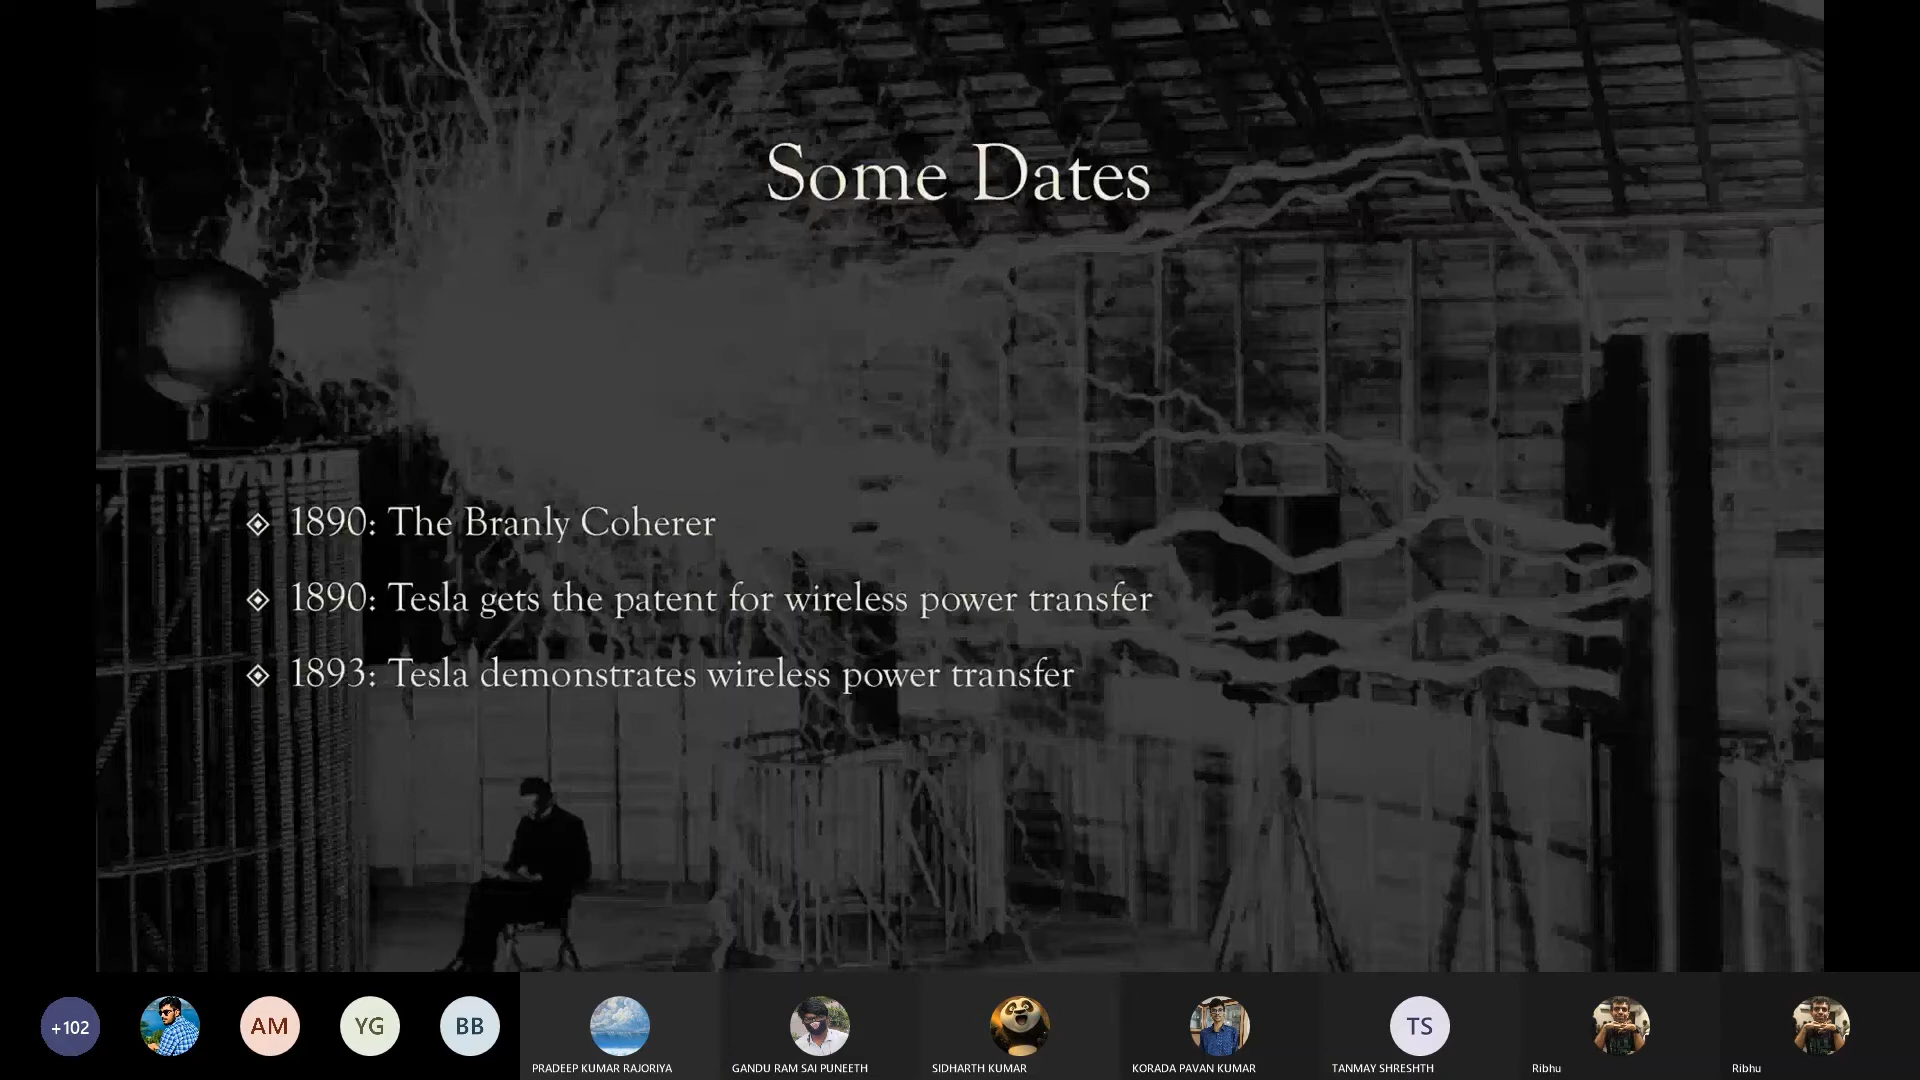 Some Dates
1890: The Branly Coherer
1890: Tesla gets the patent for wireless power transfer
1893: Tesla demonstrates wireless power transfer
+102
AM
YG
BB
TS
PRADEEP KUMAR RAJORIYA
GANDU RAM SAI PUNEETH
SIDHARTH KUMAR
KORADA PAVAN KUMAR
TANMAY SHRESHTH
Ribhu
Ribhu